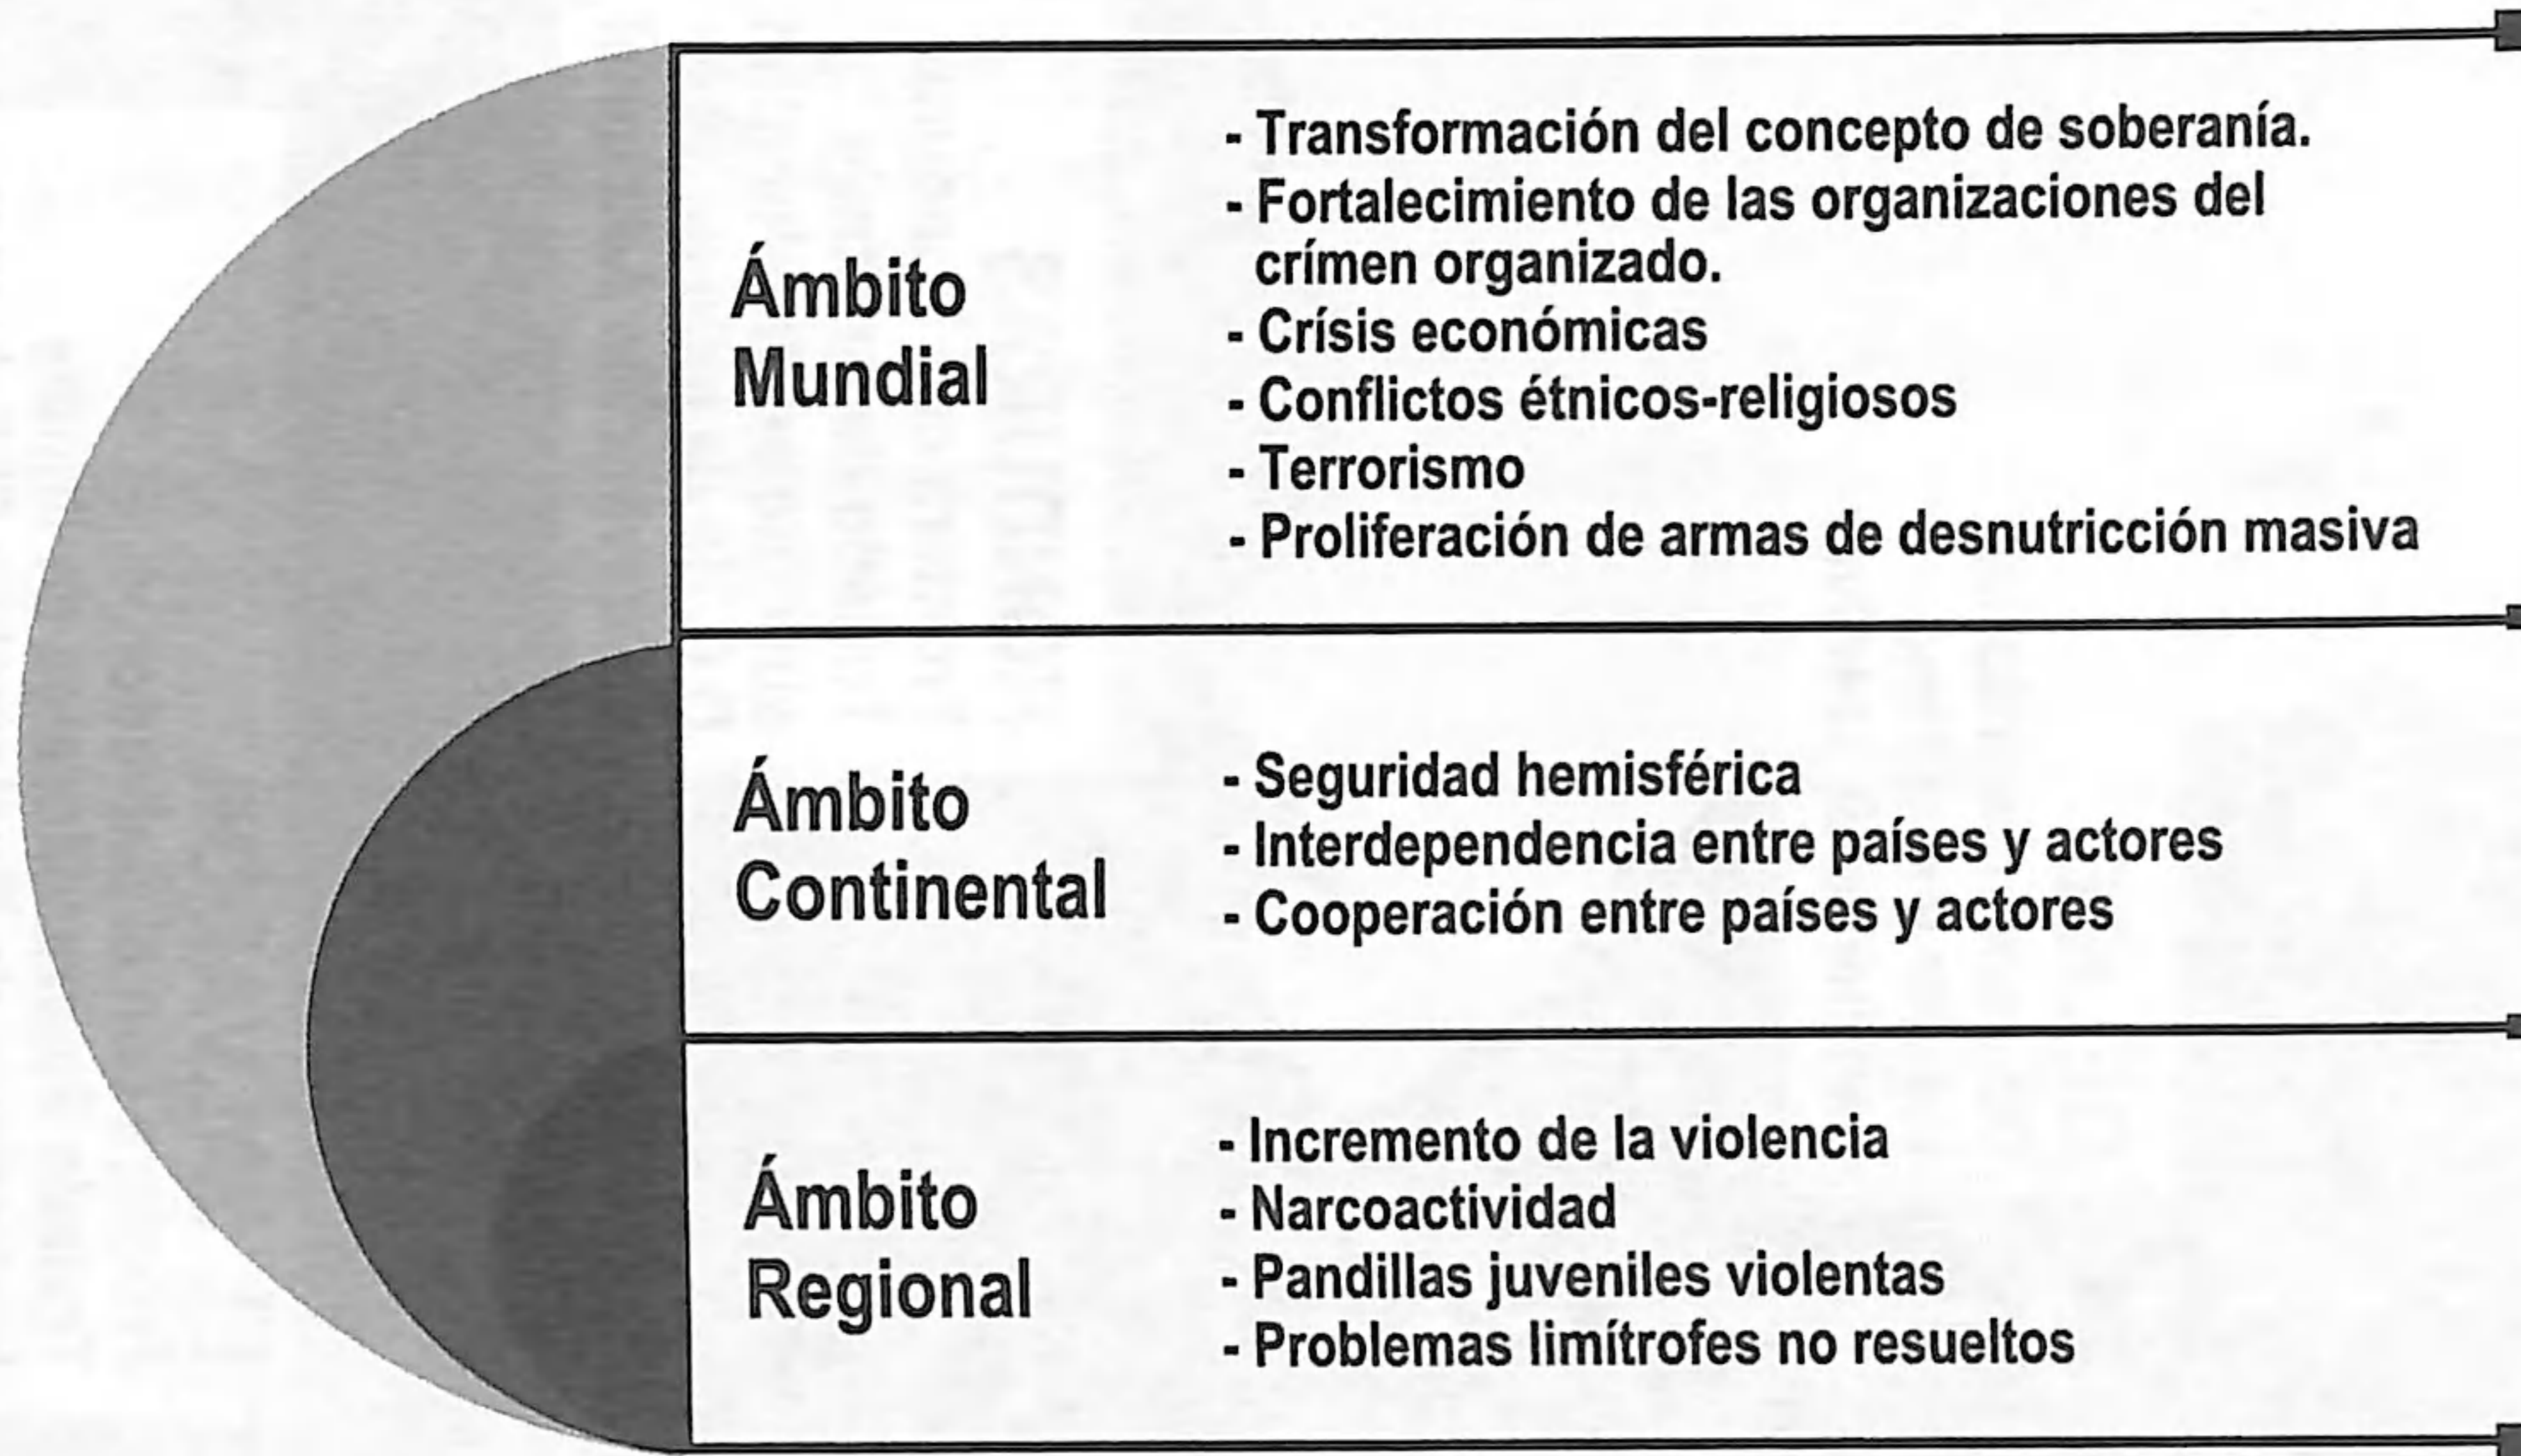 Ámbito
Mundial
- Transformación del concepto de soberanía.
- Fortalecimiento de las organizaciones del
crímen organizado.
- Crísis económicas
- Conflictos étnicos-religiosos
- Terrorismo
- Proliferación de armas de desnutricción masiva
Ámbito
Continental
- Seguridad hemisférica
- Interdependencia entre países y actores
- Cooperación entre países y actores
Ámbito
Regional
- Incremento de la violencia
- Narcoactividad
- Pandillas juveniles violentas
- Problemas limítrofes no resueltos